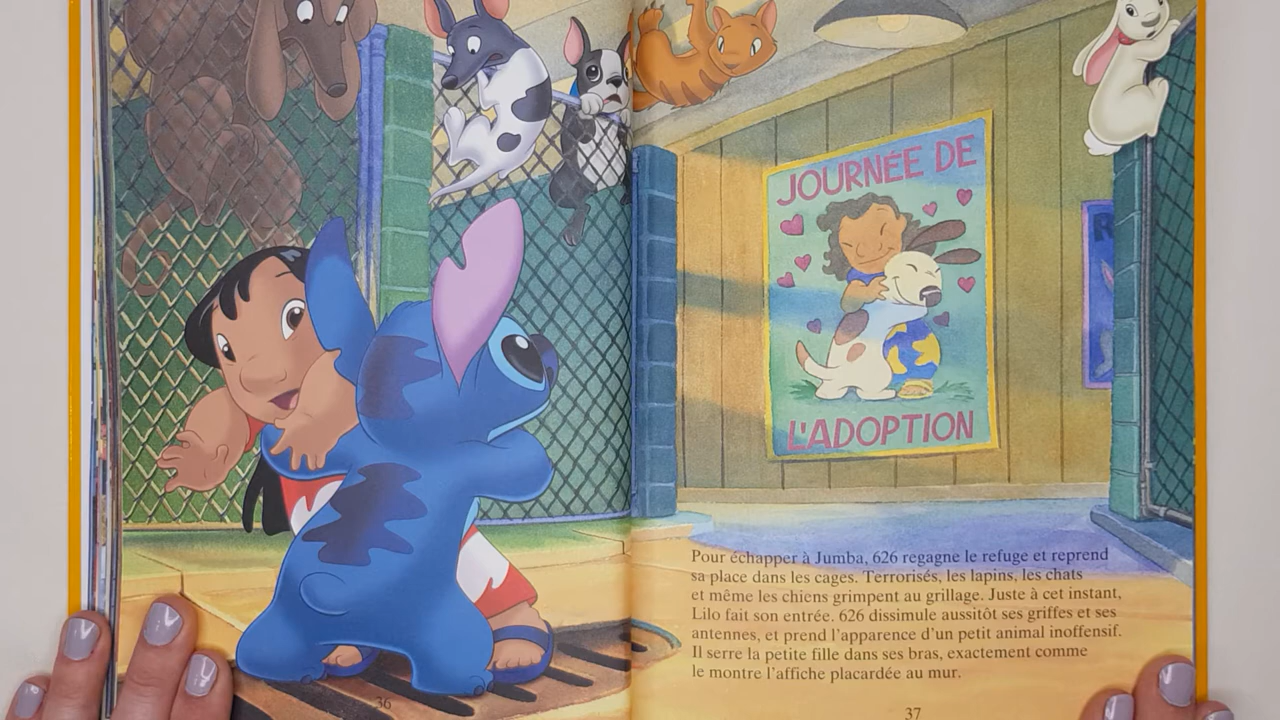 JOURNÉE DE
L'ADOPTION
R
Pour échapper à Jumba, 626 regagne le refuge et reprend
sa place dans les cages. Terrorisés, les lapins, les chats
et même les chiens grimpent au grillage. Juste à cet instant,
Lilo fait son entrée. 626 dissimule aussitôt ses griffes et ses
antennes, et prend l'apparence d'un petit animal inoffensif.
Il serre la petite fille dans ses bras, exactement comme
le montre l'affiche placardée au mur.
36
37